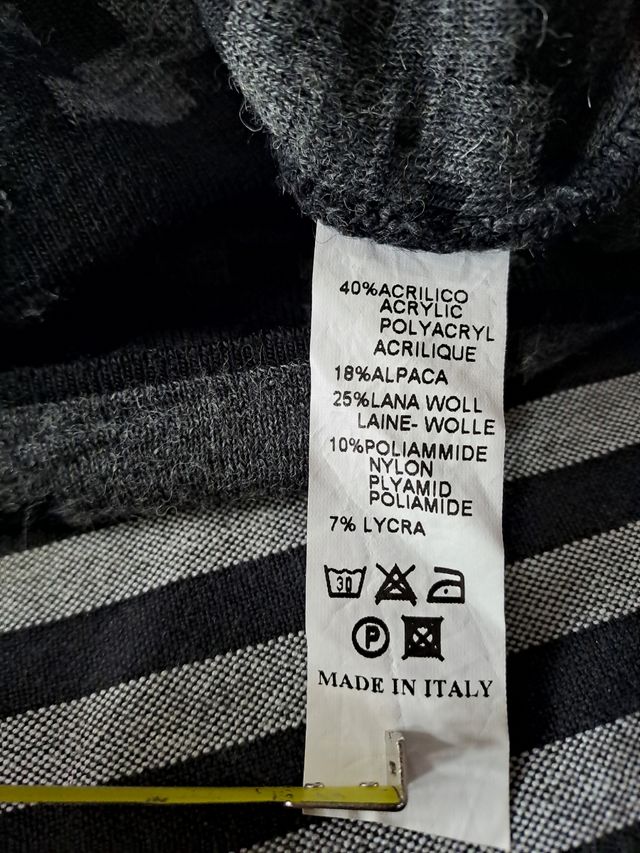 40%ACRILICO
ACRYLIC
POLYACRYL
ACRILIQUE
18%ALPACA
25%LANA WOLL
LAINE- WOLLE
10%POLIAMMIDE
NYLON
PLYAMID
POLIAMIDE
7% LYCRA
30
P
MADE IN ITALY